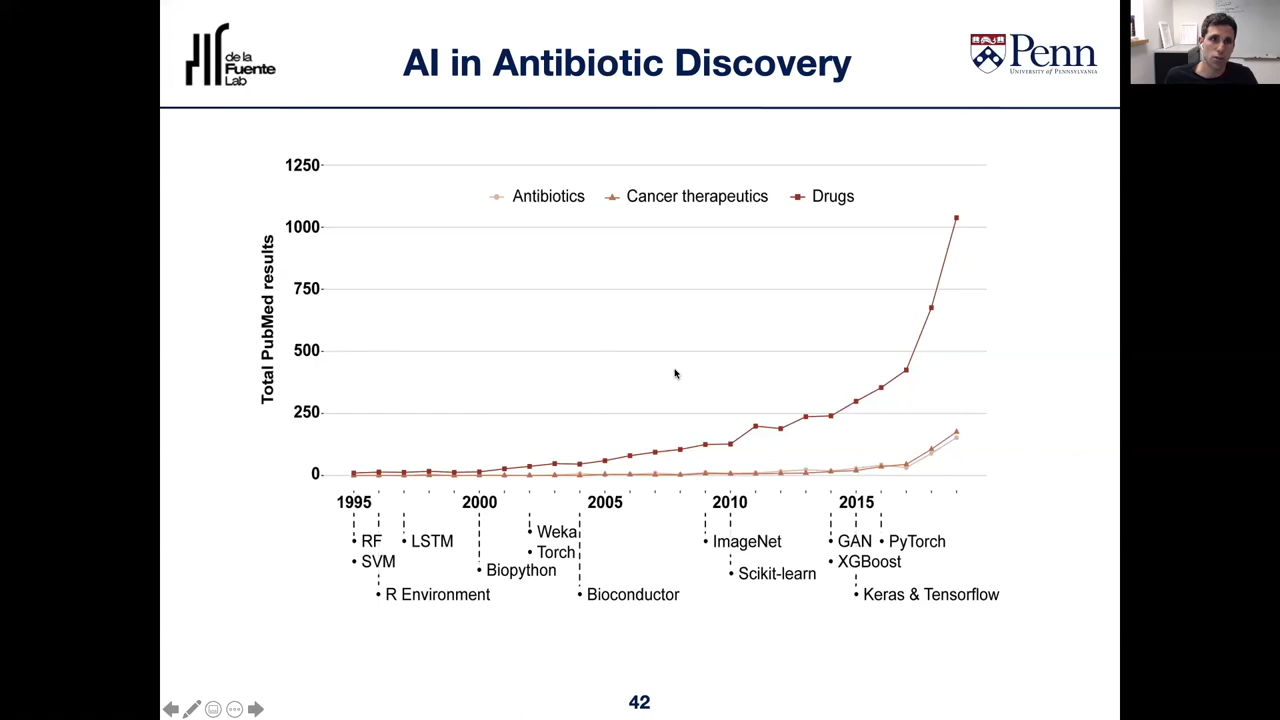 de la
Fuente
Lab
AI in Antibiotic Discovery
Penn
UNIVERSITY OF PENNSYLVANIA
1250
Antibiotics
Cancer therapeutics
Drugs
1000
750
500
250
0
Total PubMed results
1995
2000
2005
2010
2015
• RF
• SVM
• R Environment
• LSTM
• Biopython
• Weka
• Torch
• Bioconductor
• ImageNet
• Scikit-learn
• GAN
• XGBoost
• PyTorch
• Keras & Tensorflow
42